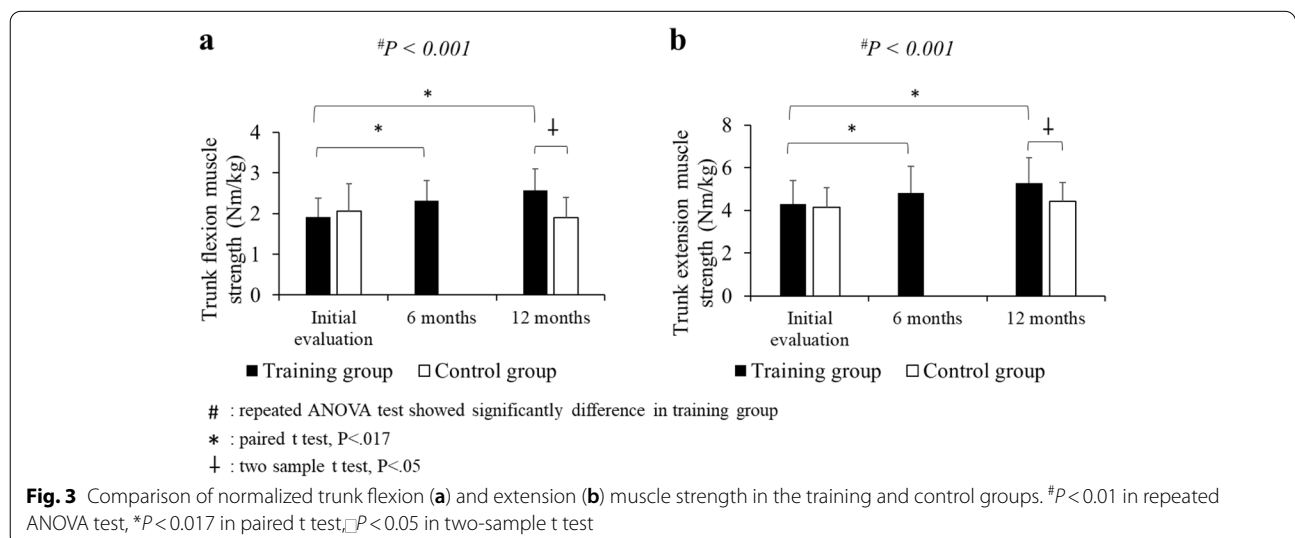 a
#P < 0.001
*
*
Trunk flexion muscle
strength (Nm/kg)
4
3
2
1
0
⸸
Initial
evaluation
6 months
12 months
■ Training group □ Control group
b
#P < 0.001
*
*
Trunk extension muscle
strength (Nm/kg)
8
6
4
2
0
⸸
Initial
evaluation
6 months
12 months
■ Training group □ Control group
# : repeated ANOVA test showed significantly difference in training group
* : paired t test, P<.017
⸸ : two sample t test, P<.05
Fig. 3 Comparison of normalized trunk flexion (a) and extension (b) muscle strength in the training and control groups. #P < 0.01 in repeated
ANOVA test, *P < 0.017 in paired t test,□P < 0.05 in two-sample t test